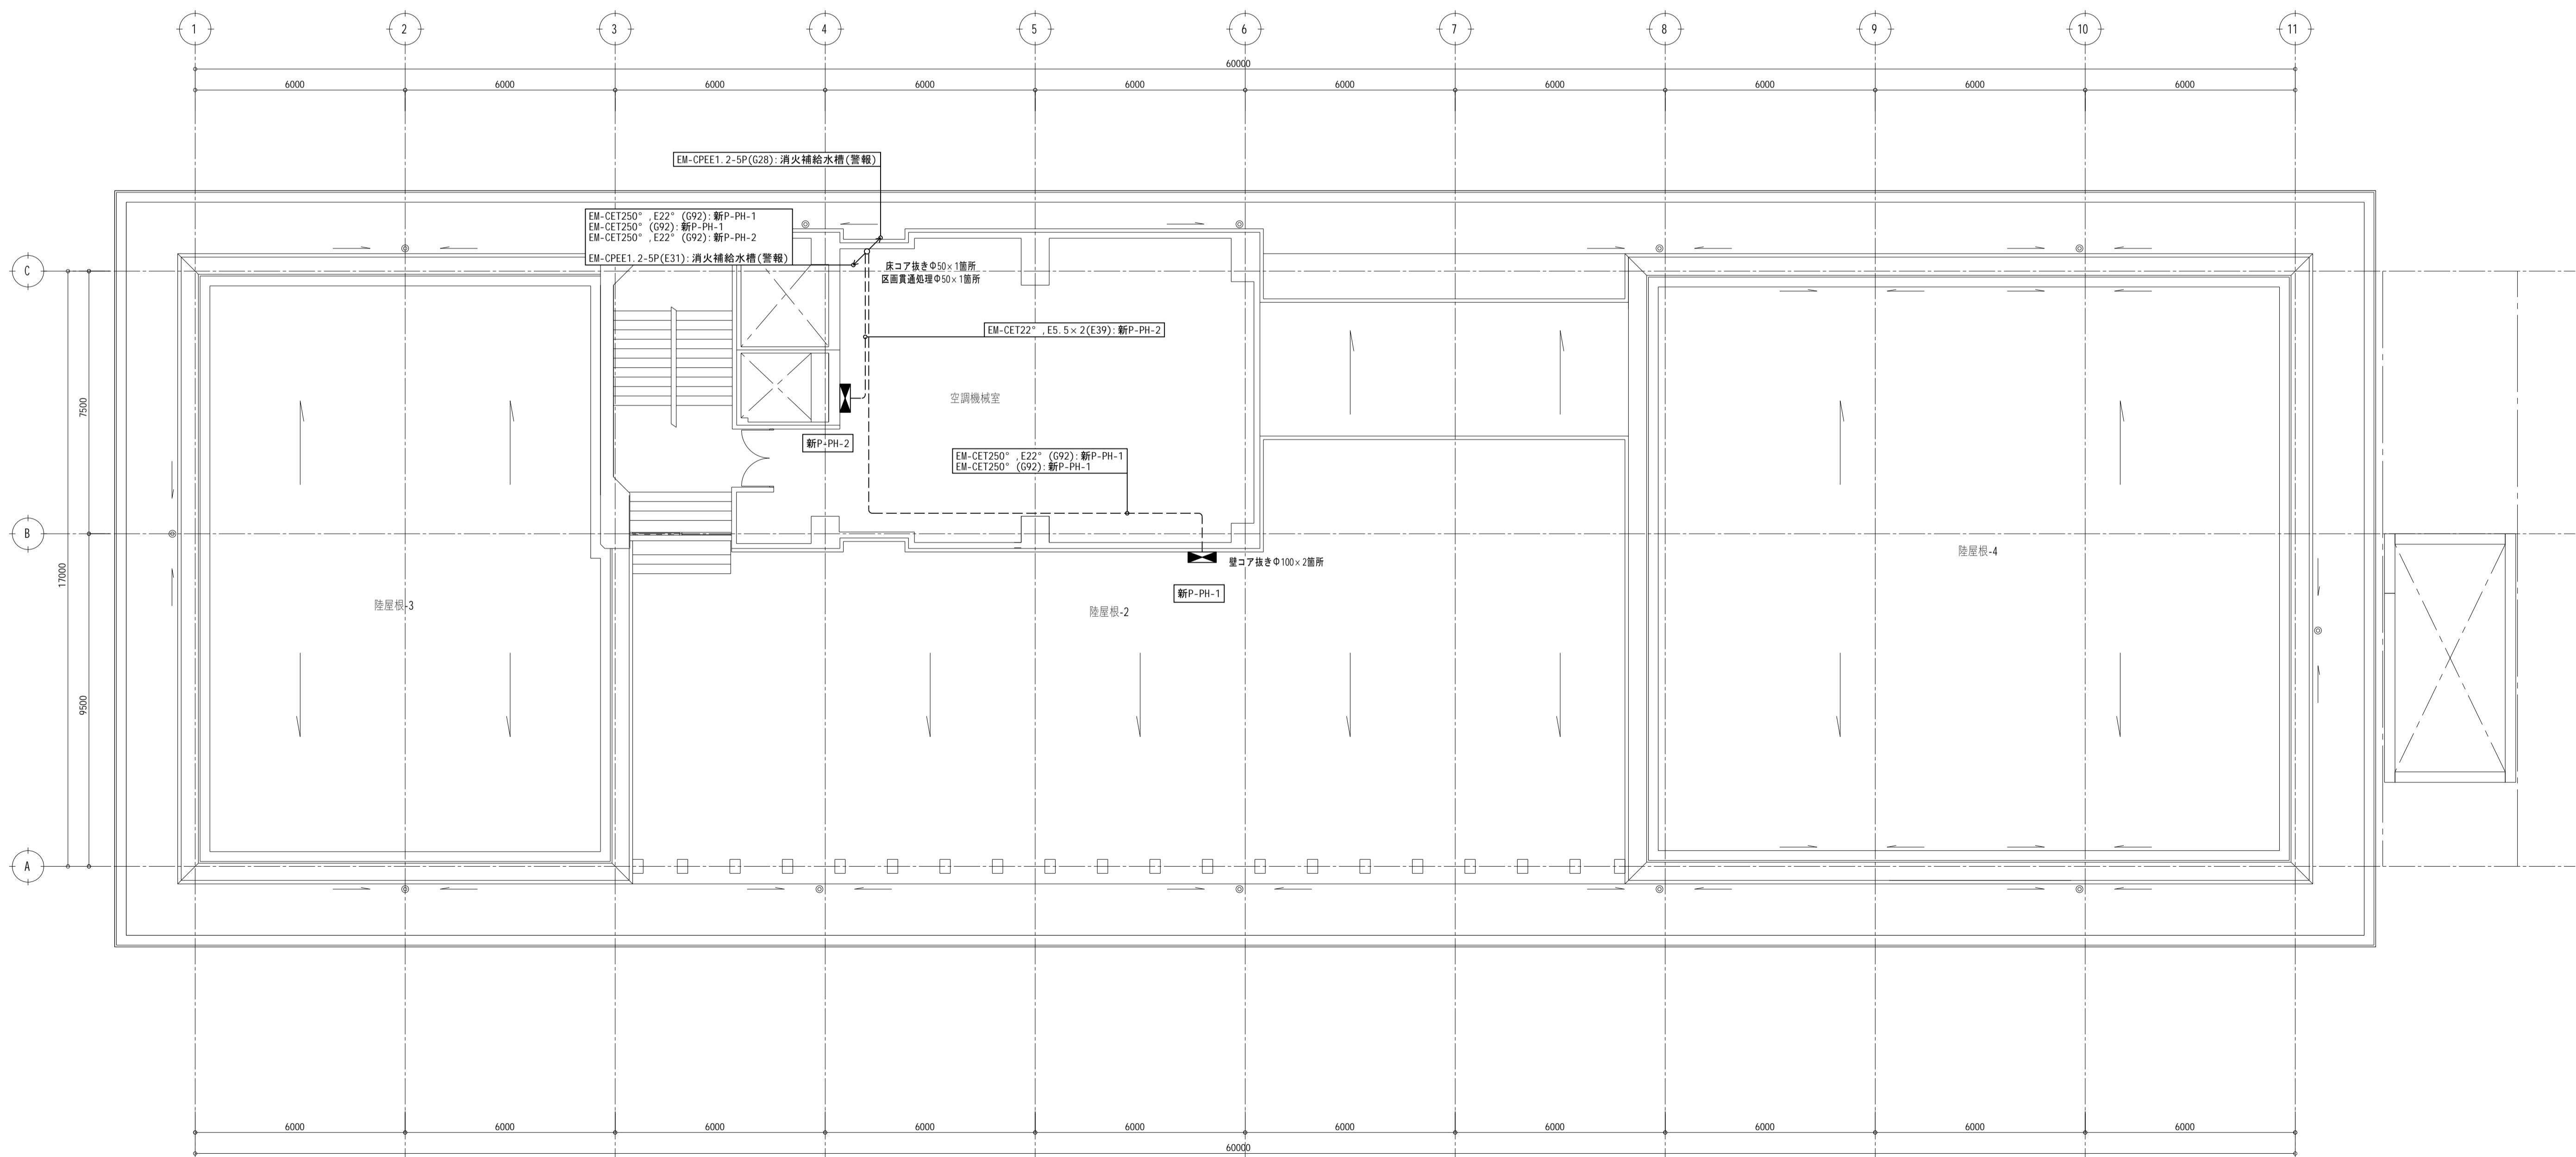 1 2 3 4 5 6 7 8 9 10 11
60000
6000 6000 6000 6000 6000 6000 6000 6000 6000 6000
EM-CPEE1.2-5P(G28):消火補給水槽(警報)
EM-CET250°,E22°(G92):新P-PH-1
EM-CET250°(G92):新P-PH-1
EM-CET250°,E22°(G92):新P-PH-2
EM-CPEE1.2-5P(E31):消火補給水槽(警報)
C
床コア抜きΦ50×1箇所
区画貫通処理Φ50×1箇所
EM-CET22°,E5.5×2(E39):新P-PH-2
空調機械室
7500
新P-PH-2
EM-CET250°,E22°(G92):新P-PH-1
EM-CET250°(G92):新P-PH-1
B
陸屋根-4
壁コア抜きΦ100×2箇所
17000
新P-PH-1
陸屋根-3
陸屋根-2
9500
A
6000 6000 6000 6000 6000 6000 6000 6000 6000 6000
60000